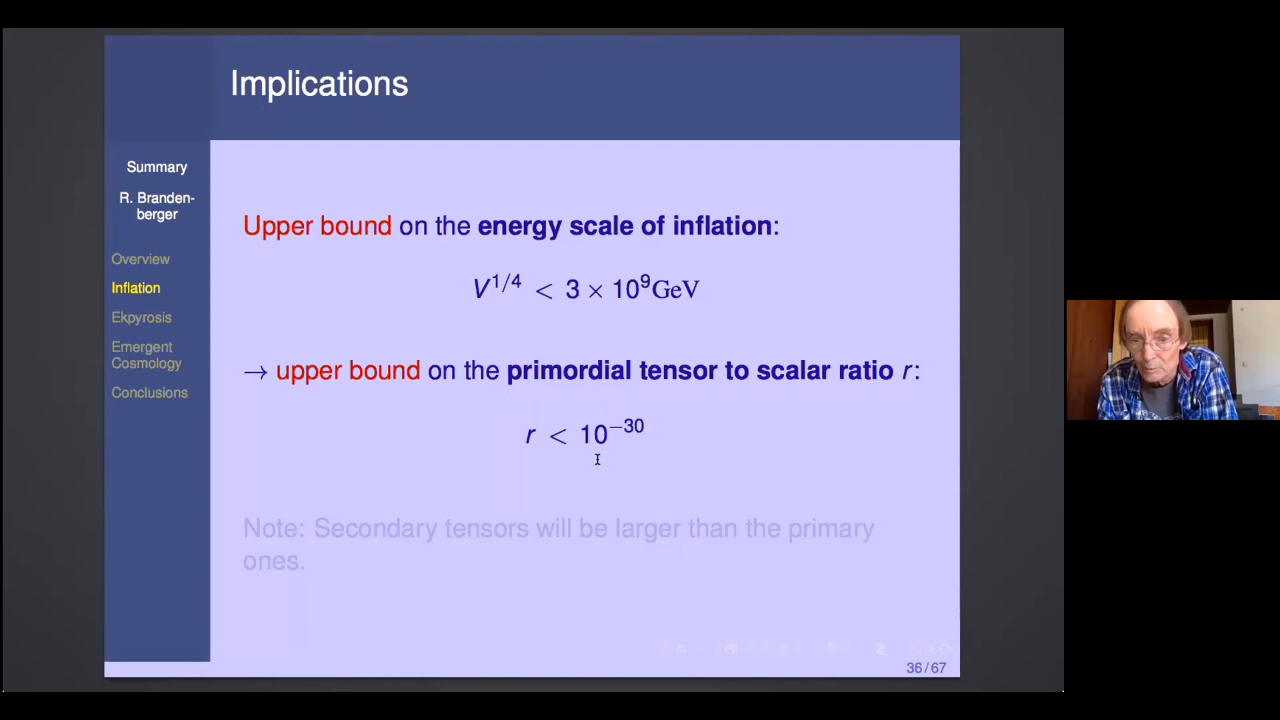 Implications
Summary
R. Branden-
berger
Overview
Inflation
Ekpyrosis
Emergent
Cosmology
Conclusions
Upper bound on the energy scale of inflation:
V^{1/4} < 3 × 10^9 GeV
→ upper bound on the primordial tensor to scalar ratio r:
r < 10^{−30}
Note: Secondary tensors will be larger than the primary
ones.
36/67